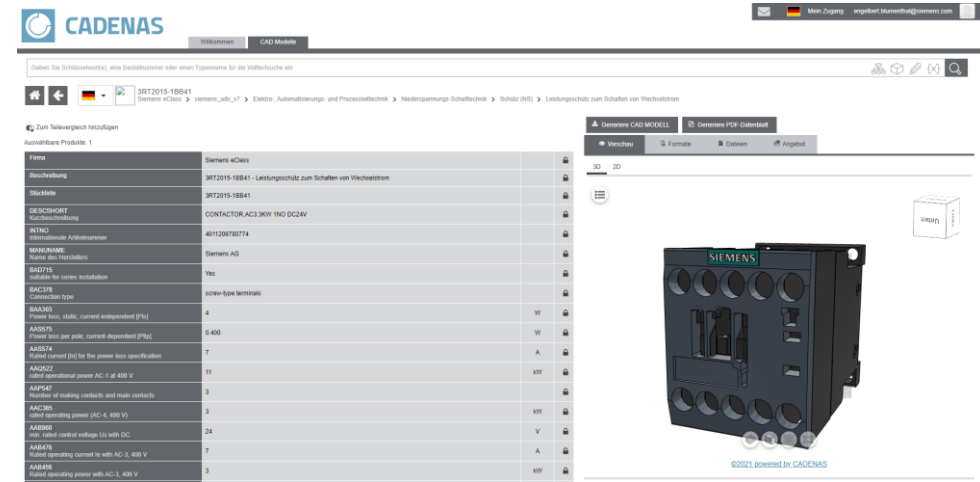 Mein Zugang engelbert.blumenthal@siemens.com
CADENAS
Willkommen CAD Modelle
Geben Sie Schlüsselwort(e), eine Bestellnummer oder einen Typenname für die Volltextsuche ein
3RT2015-1BB41
Siemens eClass > siemens_adv_v7 > Elektro-, Automatisierungs- und Prozessleittechnik > Niederspannungs-Schalttechnik > Schütz (NS) > Leistungsschütz zum Schalten von Wechselstrom
Zum Teilevergleich hinzufügen
Auswählbare Produkte: 1
Firma Siemens eClass
Beschreibung 3RT2015-1BB41 - Leistungsschütz zum Schalten von Wechselstrom
Stückliste 3RT2015-1BB41
DESCSHORT
Kurzbeschreibung CONTACTOR,AC3:3KW 1NO DC24V
INTNO
Internationale Artikelnummer 4011209780774
MANUNAME
Name des Herstellers Siemens AG
BAD715
suitable for series installation Yes
BAC378
Connection type screw-type terminals
BAA303
Power loss, static, current-independent [Pls] 4 W
AAS575
Power loss per pole, current-dependent [Pllp] 0.400 W
AAS574
Rated current [In] for the power loss specification 7 A
AAQ522
rated operational power AC-1 at 400 V 11 kW
AAP547
Number of making contacts and main contacts 3
AAC385
rated operating power (AC-4, 400 V) 3 kW
AAB960
min. rated control voltage Us with DC 24 V
AAB476
Rated operating current Ie with AC-3, 400 V 7 A
AAB456
Rated operating power with AC-3, 400 V 3 kW
Generiere CAD MODELL Generiere PDF-Datenblatt
Vorschau Formate Dateien Angebot
3D 2D
Unten
SIEMENS
©2021 powered by CADENAS